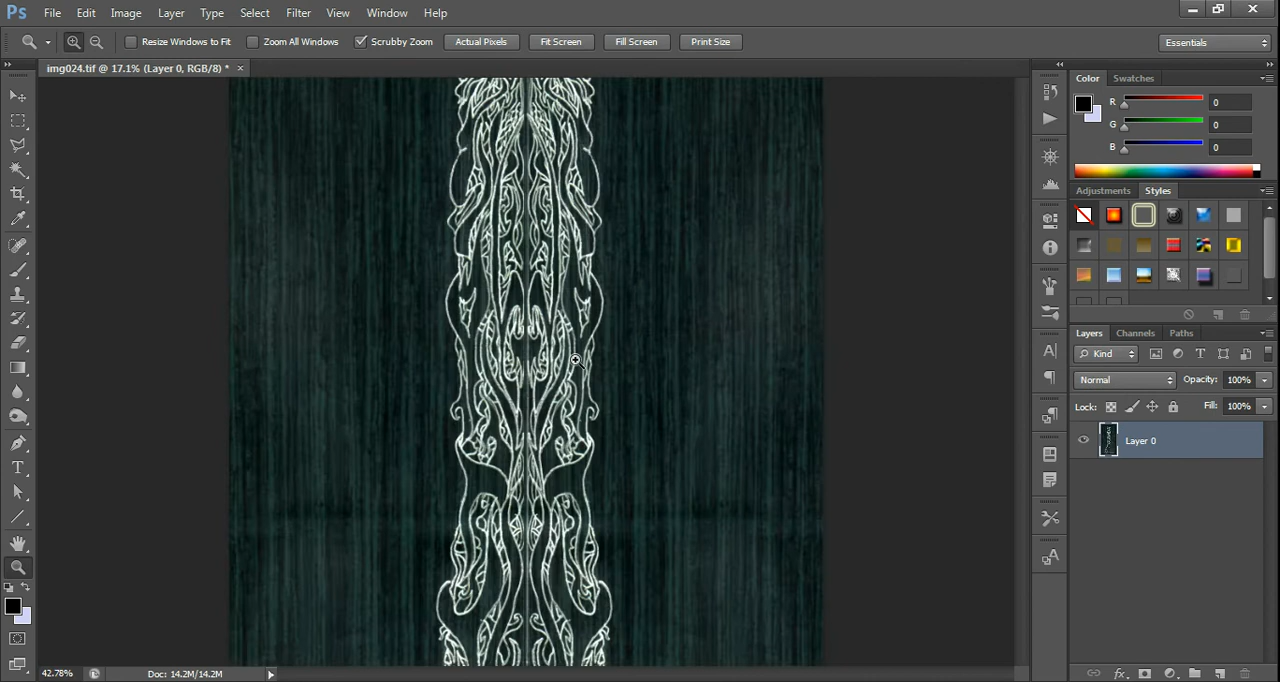 Ps File Edit Image Layer Type Select Filter View Window Help
Resize Windows to Fit Zoom All Windows Scrubby Zoom Actual Pixels Fit Screen Fill Screen Print Size Essentials
img024.tif @ 17.1% (Layer 0, RGB/8) * ×
Color Swatches
R 0
G 0
B 0
Adjustments Styles
Layers Channels Paths
Kind
Normal Opacity: 100%
Lock: Fill: 100%
Layer 0
42.78% Doc: 14.2M/14.2M